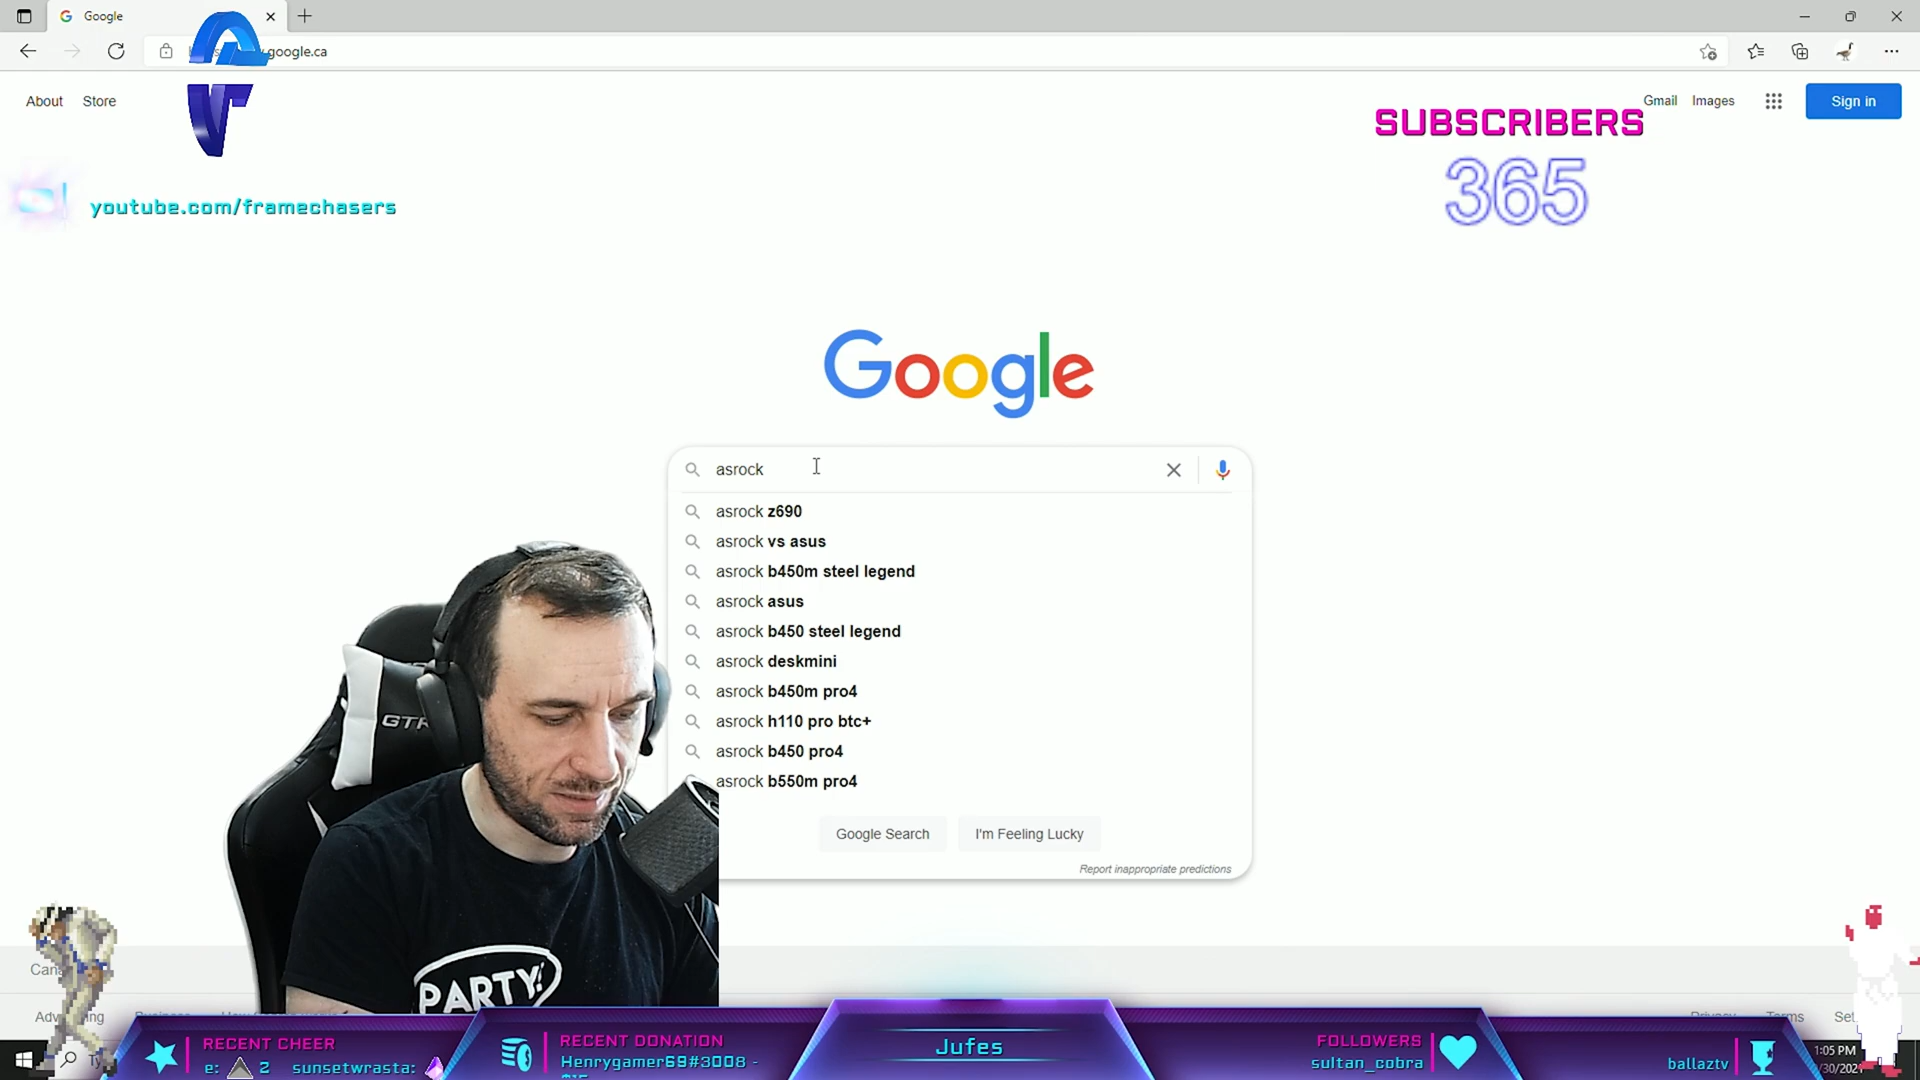 Google
google.ca
About Store
Gmail Images Sign in
SUBSCRIBERS
365
youtube.com/framechasers
Google
asrock
asrock z690
asrock vs asus
asrock b450m steel legend
asrock asus
asrock b450 steel legend
asrock deskmini
asrock b450m pro4
asrock h110 pro btc+
asrock b450 pro4
asrock b550m pro4
Google Search I'm Feeling Lucky
Report inappropriate predictions
PARTY!
RECENT CHEER
e: 2 sunsetwrasta:
RECENT DONATION
Henrygamer69#3008 -
Jufes
FOLLOWERS
sultan_cobra
ballaztv
1:05 PM